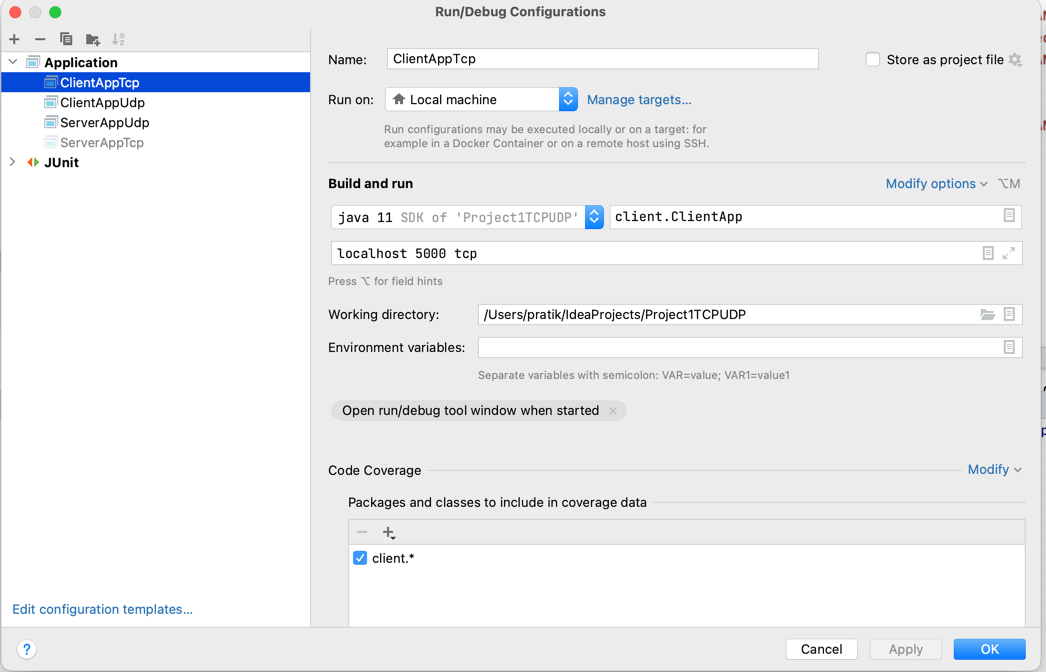 Run/Debug Configurations
Application
ClientAppTcp
ClientAppUdp
ServerAppUdp
ServerAppTcp
JUnit
Edit configuration templates...
Name:
ClientAppTcp
Store as project file
Run on:
Local machine
Manage targets...
Run configurations may be executed locally or on a target: for
example in a Docker Container or on a remote host using SSH.
Build and run
Modify options
⌥M
java 11 SDK of 'Project1TCPUDP'
client.ClientApp
localhost 5000 tcp
Press ⌥ for field hints
Working directory:
/Users/pratik/IdeaProjects/Project1TCPUDP
Environment variables:
Separate variables with semicolon: VAR=value; VAR1=value1
Open run/debug tool window when started
Code Coverage
Modify
Packages and classes to include in coverage data
client.*
?
Cancel
Apply
OK